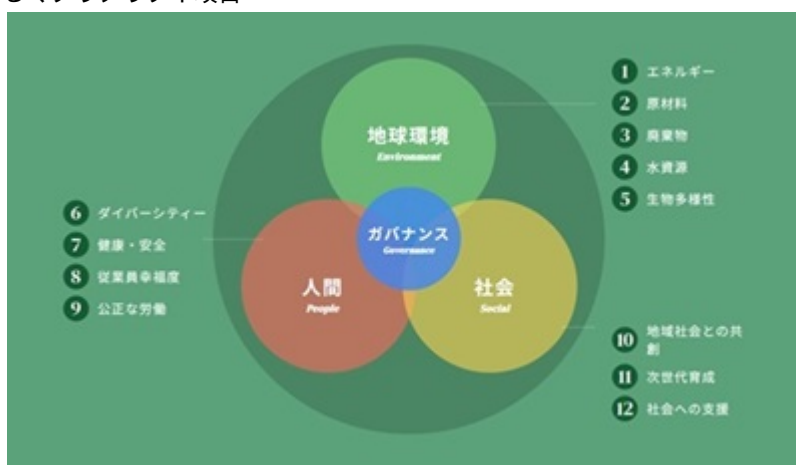 地球環境
Environment
ガバナンス
Governance
人間
People
社会
Social
1 エネルギー
2 原材料
3 廃棄物
4 水資源
5 生物多様性
6 ダイバーシティー
7 健康・安全
8 従業員幸福度
9 公正な労働
10 地域社会との共
創
11 次世代育成
12 社会への支援